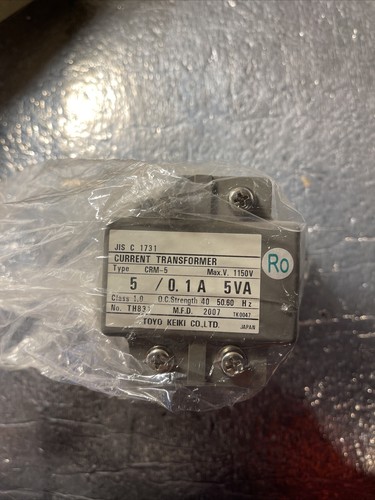 JIS C 1731
CURRENT TRANSFORMER
Type CRM-5 Max.V. 1150V
5 / 0.1A 5VA
Class 1.0 O.C.Strength 40 50.60 Hz
No. M.F.D. 2007 TK0047
TOYO KEIKI CO.,LTD. JAPAN
Ro